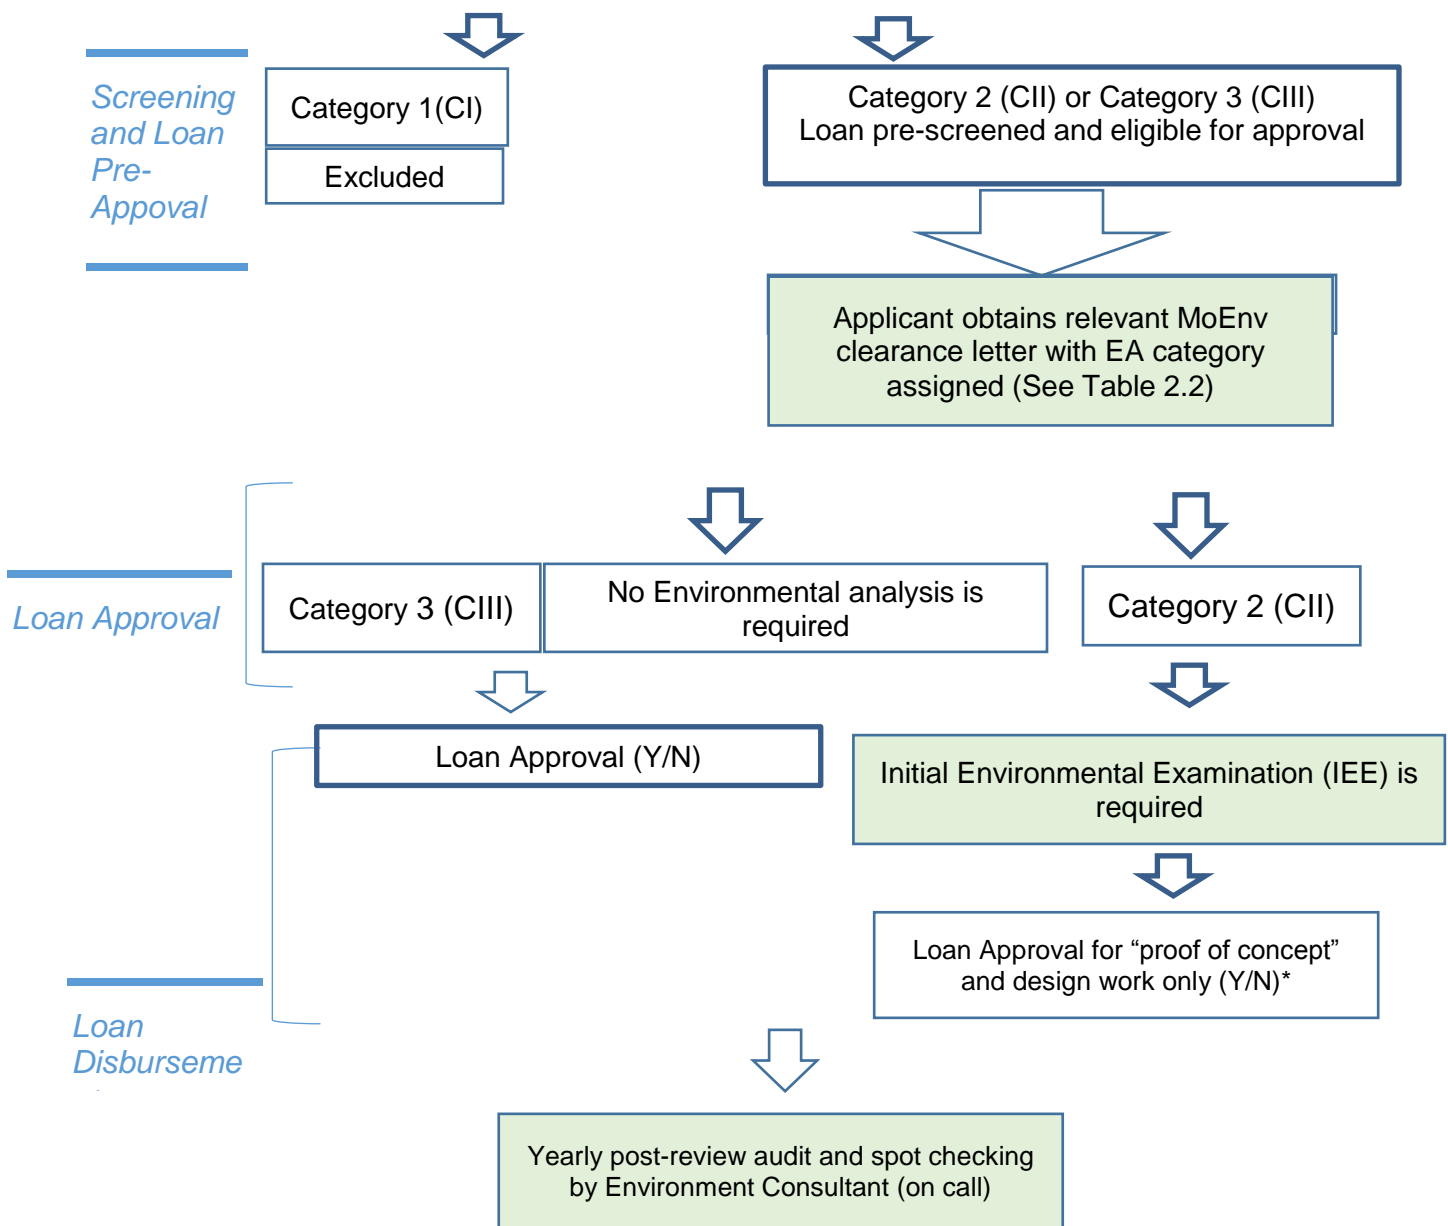 Screening
and Loan
Pre-
Appoval
Category 1(CI)
Excluded
Category 2 (CII) or Category 3 (CIII)
Loan pre-screened and eligible for approval
Applicant obtains relevant MoEnv
clearance letter with EA category
assigned (See Table 2.2)
Loan Approval
Category 3 (CIII)
No Environmental analysis is
required
Category 2 (CII)
Loan Approval (Y/N)
Initial Environmental Examination (IEE) is
required
Loan Approval for “proof of concept”
and design work only (Y/N)*
Loan
Disburseme
Yearly post-review audit and spot checking
by Environment Consultant (on call)